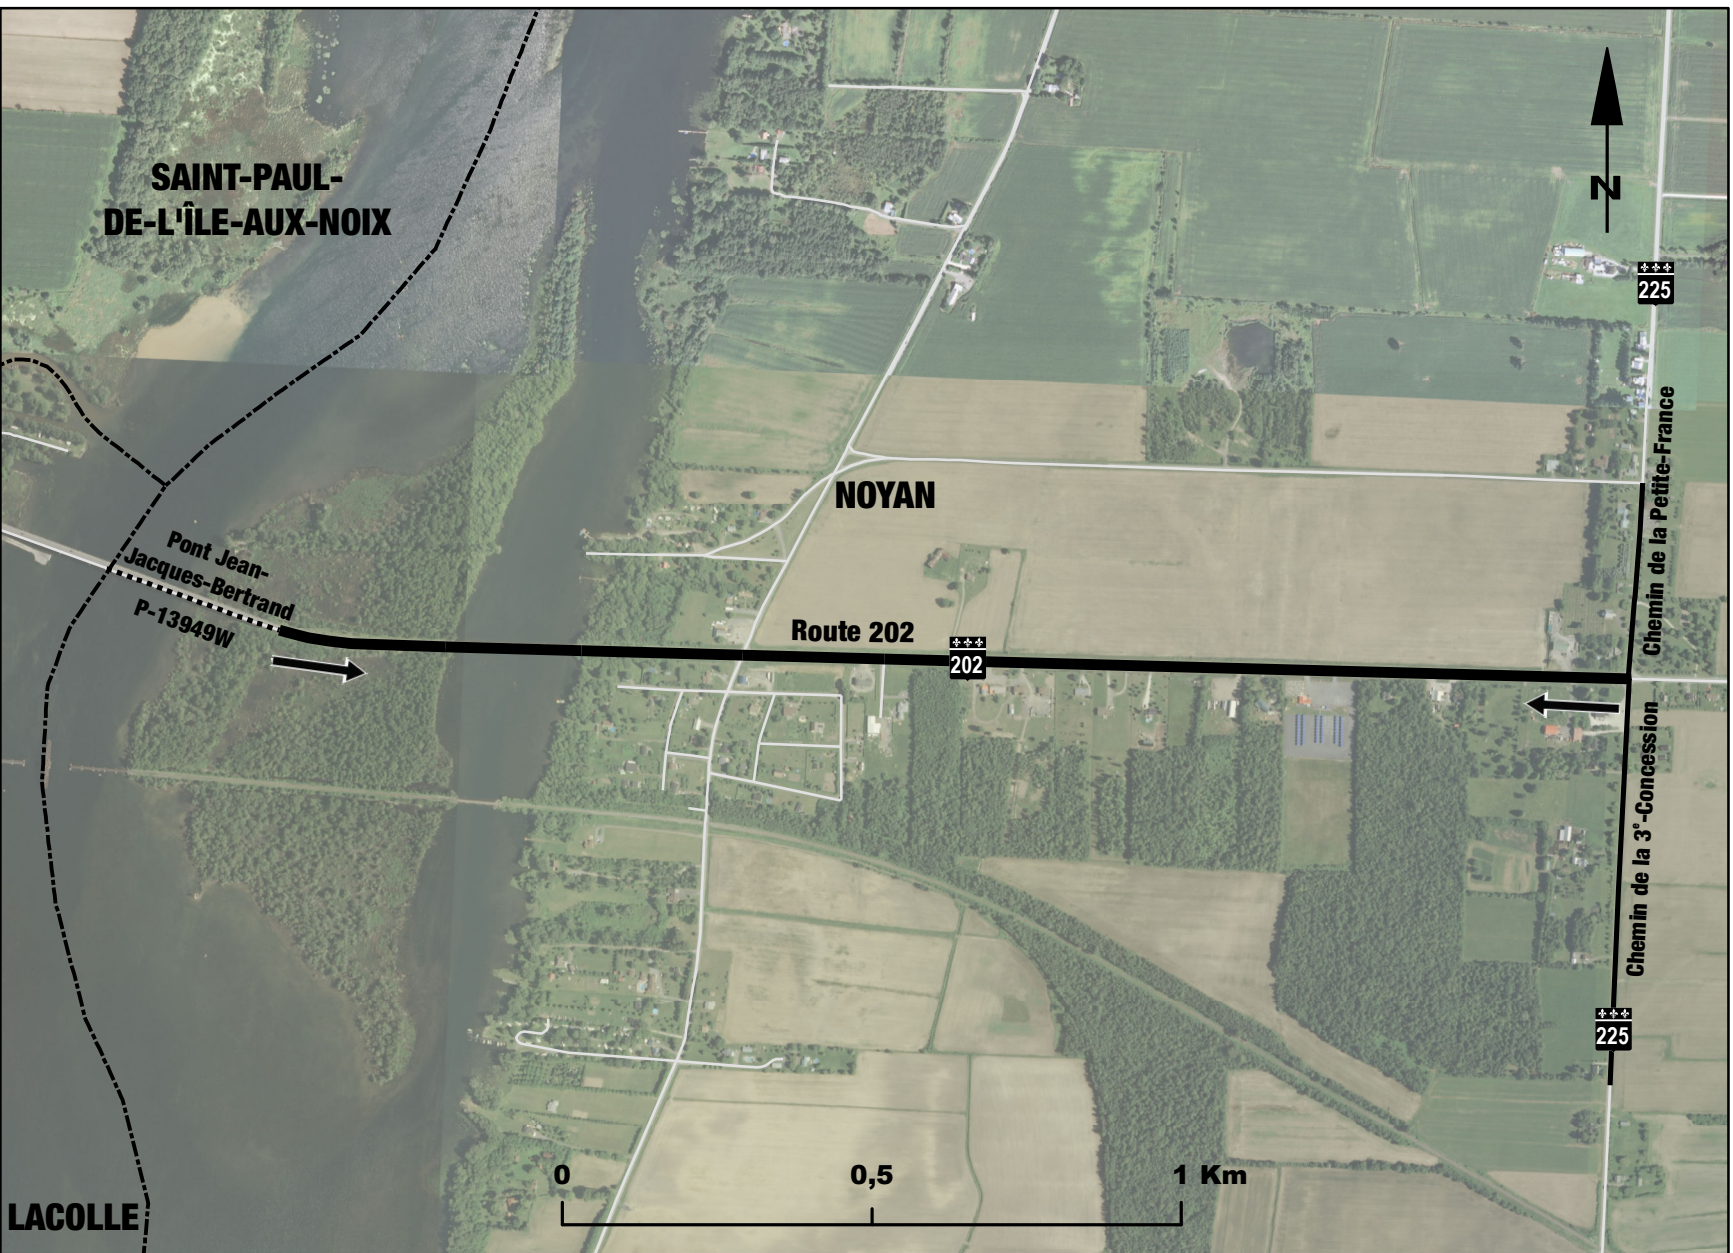 SAINT-PAUL-
DE-L'ÎLE-AUX-NOIX
N
225
Chemin de la Petite-France
NOYAN
Pont Jean-
Jacques-Bertrand
P-13949W
Route 202
202
Chemin de la 3e-Concession
225
0 0,5 1 Km
LACOLLE